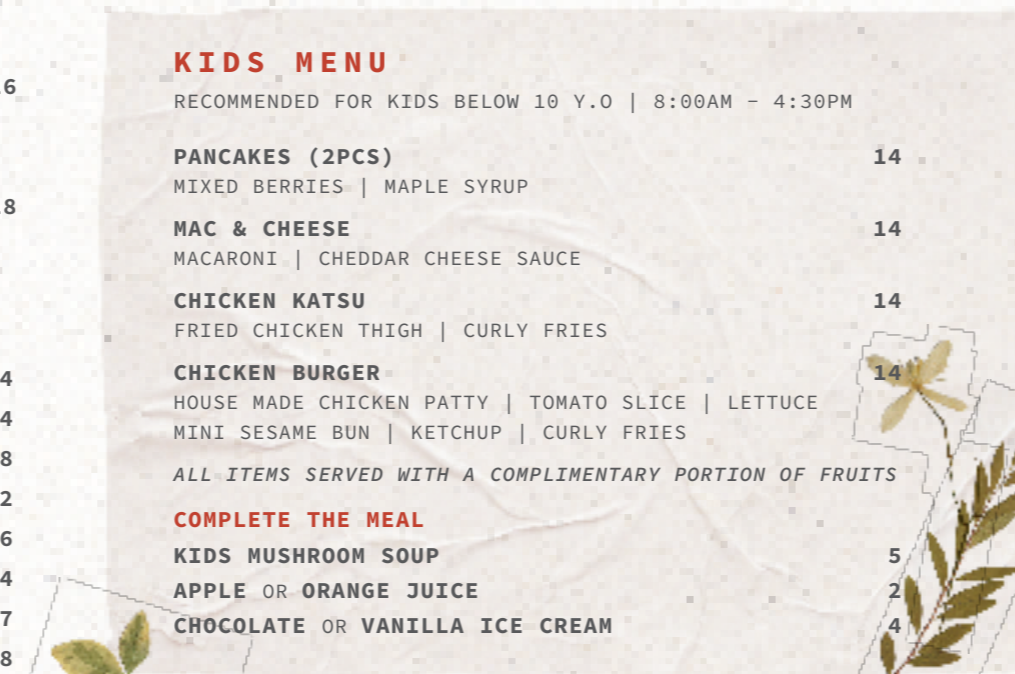 KIDS MENU
RECOMMENDED FOR KIDS BELOW 10 Y.O | 8:00AM – 4:30PM
PANCAKES (2PCS) 14
MIXED BERRIES | MAPLE SYRUP
MAC & CHEESE 14
MACARONI | CHEDDAR CHEESE SAUCE
CHICKEN KATSU 14
FRIED CHICKEN THIGH | CURLY FRIES
CHICKEN BURGER 14
HOUSE MADE CHICKEN PATTY | TOMATO SLICE | LETTUCE
MINI SESAME BUN | KETCHUP | CURLY FRIES
ALL ITEMS SERVED WITH A COMPLIMENTARY PORTION OF FRUITS
COMPLETE THE MEAL
KIDS MUSHROOM SOUP 5
APPLE OR ORANGE JUICE 2
CHOCOLATE OR VANILLA ICE CREAM 4